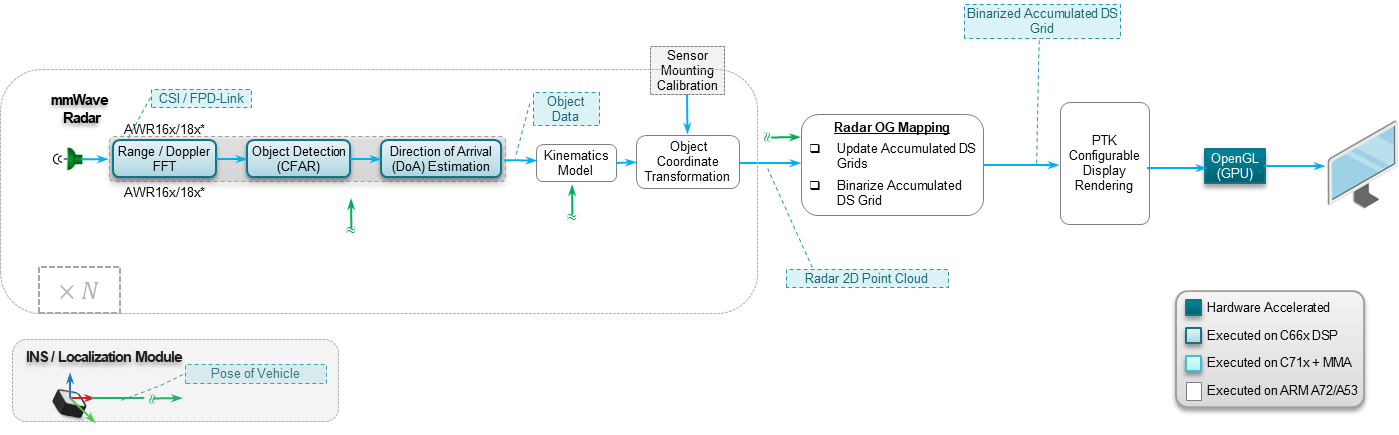 Binarized Accumulated DS
Grid
Sensor
Mounting
Calibration
mmWave
Radar
CSI / FPD-Link
Object
Data
AWR16x/18x*
Range / Doppler
FFT
Object Detection
(CFAR)
Direction of Arrival
(DoA) Estimation
AWR16x/18x*
Kinematics
Model
Object
Coordinate
Transformation
Radar OG Mapping
❑ Update Accumulated DS
Grids
❑ Binarize Accumulated
DS Grid
PTK
Configurable
Display
Rendering
OpenGL
(GPU)
Radar 2D Point Cloud
× N
INS / Localization Module
Pose of Vehicle
Hardware Accelerated
Executed on C66x DSP
Executed on C71x + MMA
Executed on ARM A72/A53